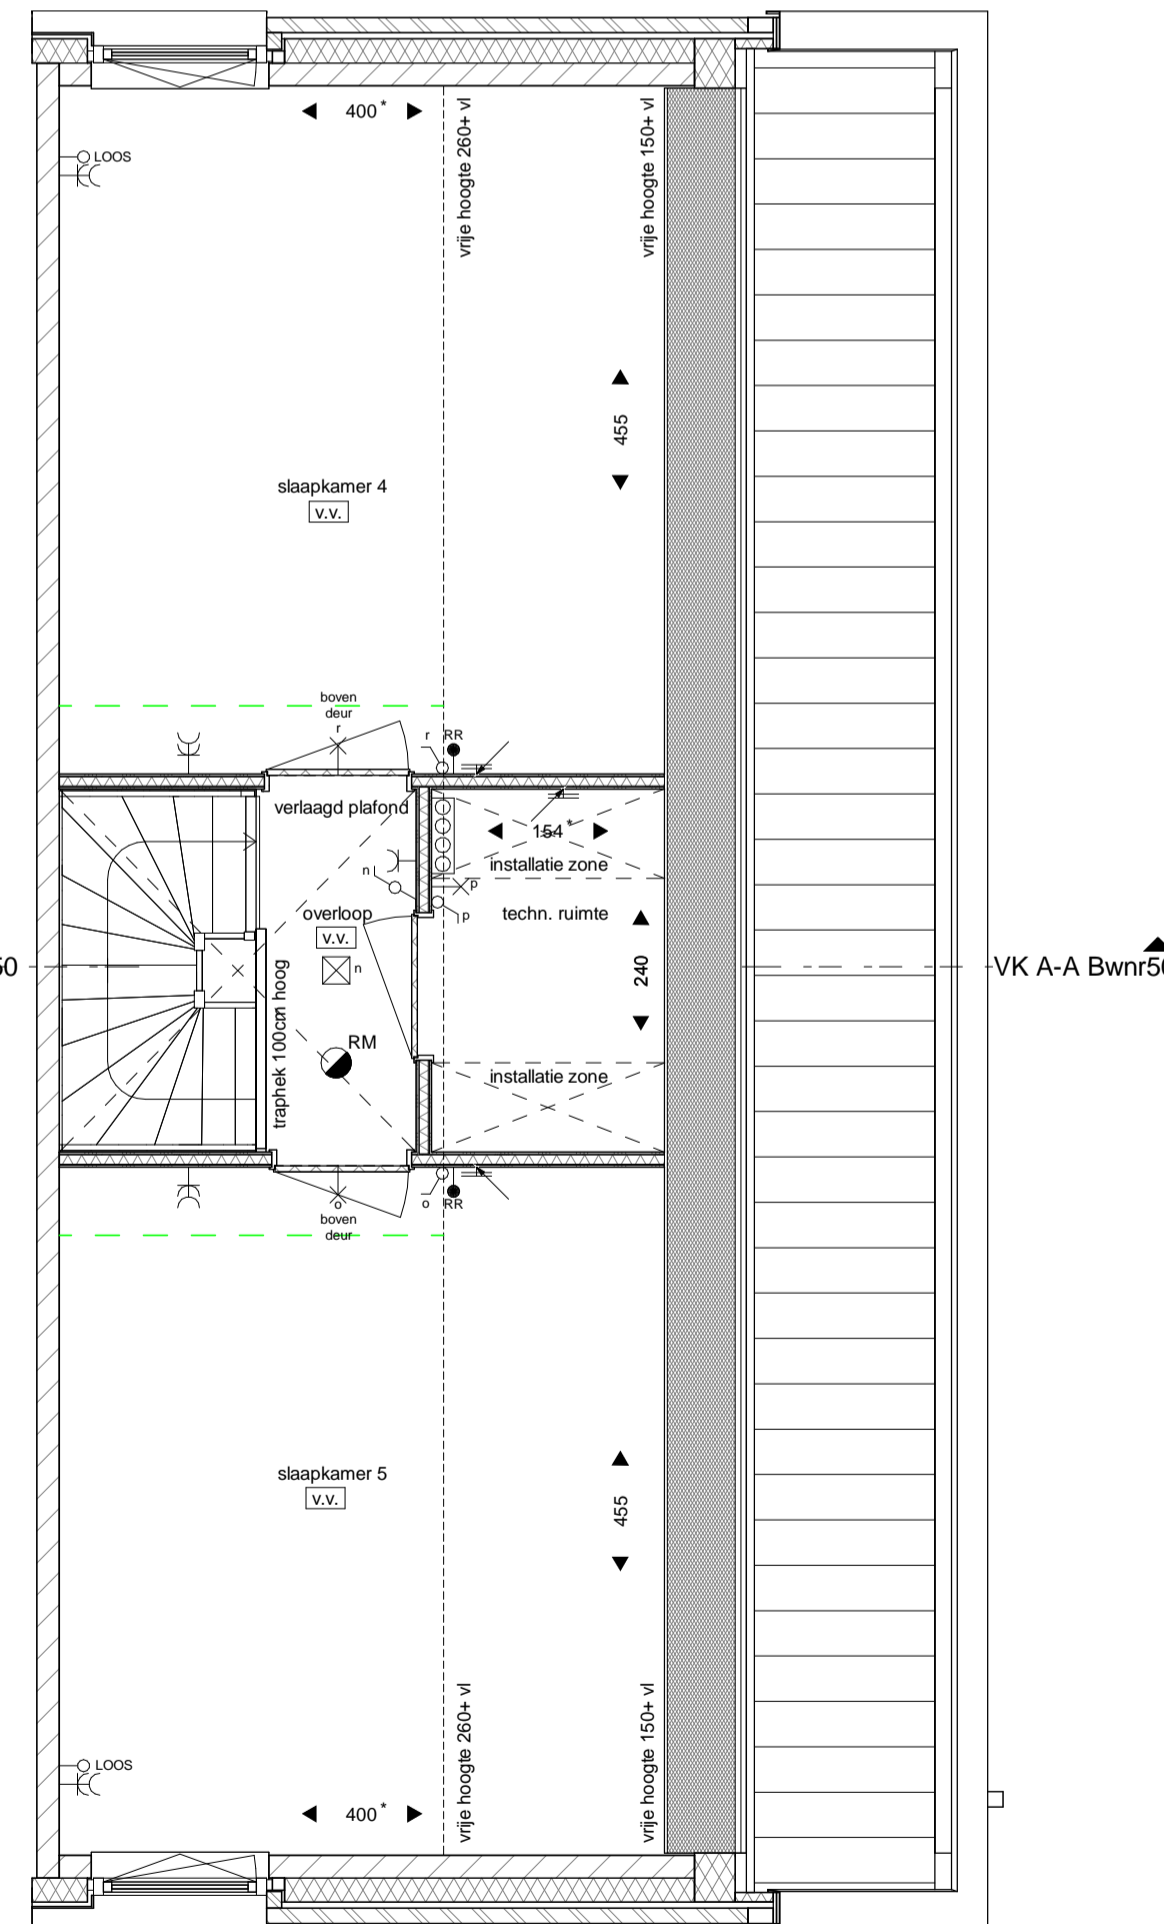 400*
vrije hoogte 260+ vl
vrije hoogte 150+ vl
LOOS
455
slaapkamer 4
v.v.
boven
deur
r
r
RR
verlaagd plafond
154*
installatie zone
n
p
p
overloop
v.v.
n
techn. ruimte
240
50
VK A-A Bwnr50
traphek 100cm hoog
RM
installatie zone
o
boven
deur
o
RR
slaapkamer 5
v.v.
455
vrije hoogte 260+ vl
vrije hoogte 150+ vl
LOOS
400*